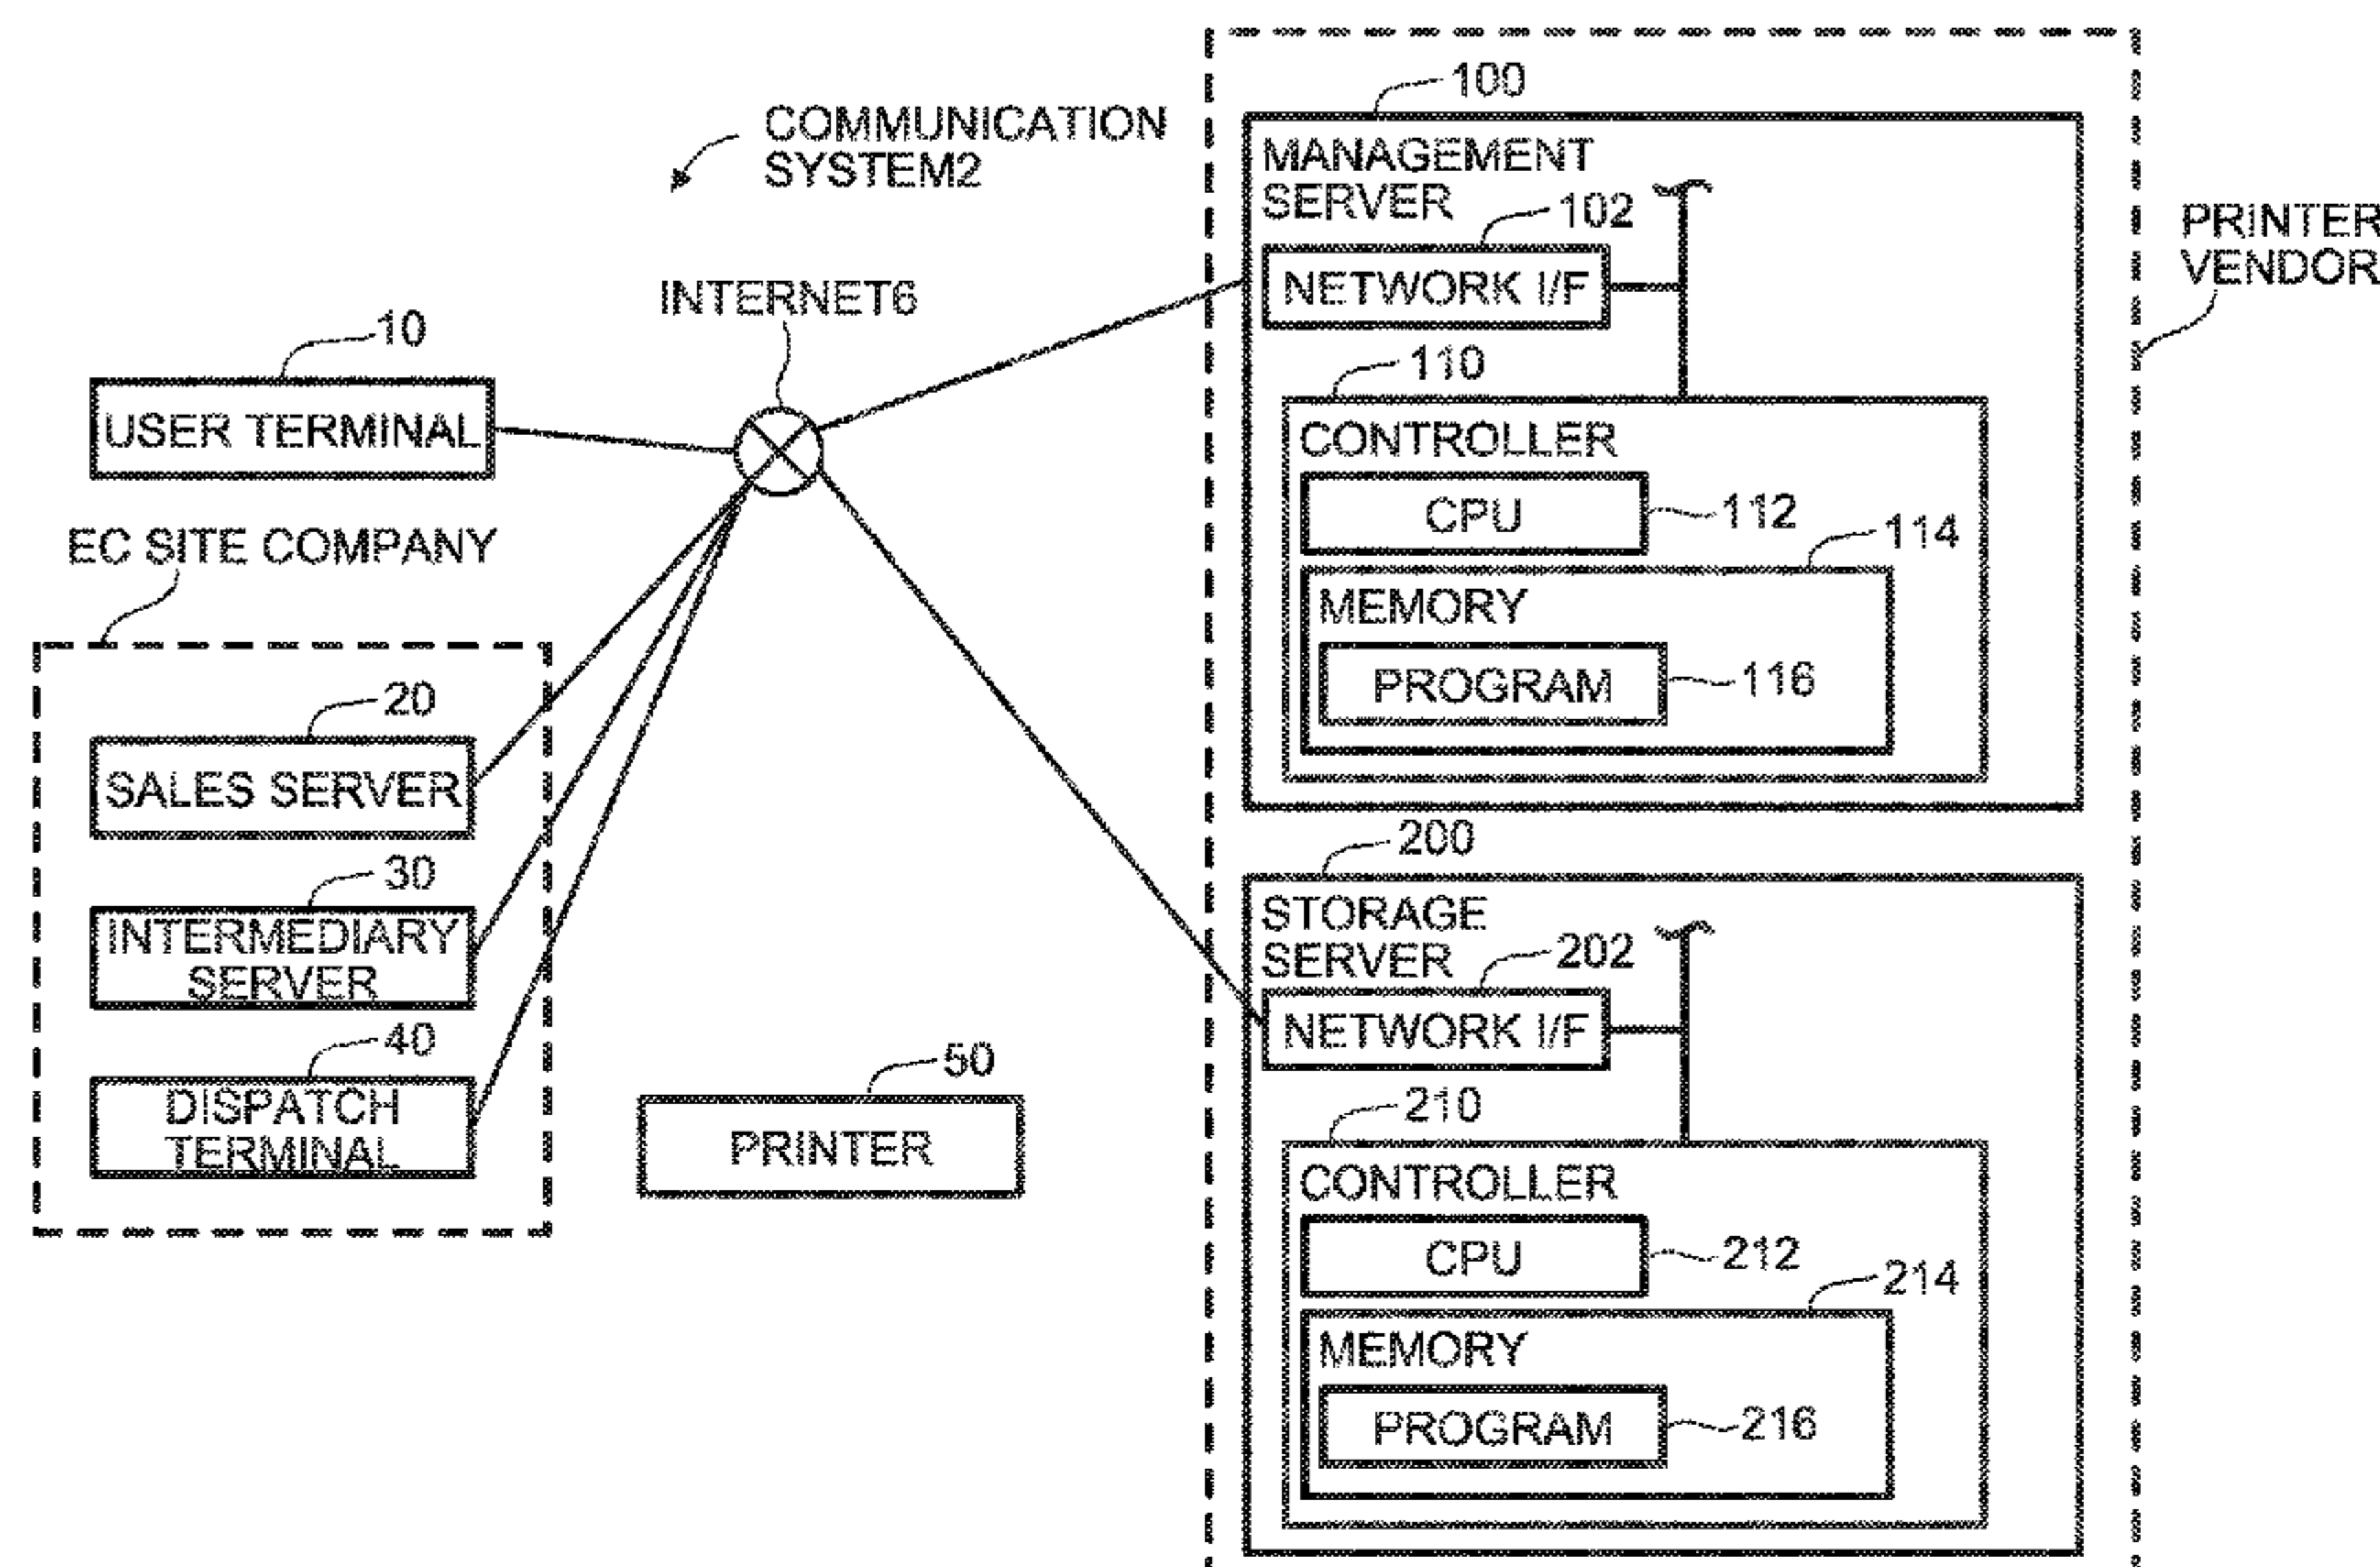 COMMUNICATION
SYSTEM2
INTERNET6
10
USER TERMINAL
EC SITE COMPANY
20
SALES SERVER
30
INTERMEDIARY
SERVER
40
DISPATCH
TERMINAL
50
PRINTER
PRINTER
VENDOR
100
MANAGEMENT
SERVER
102
NETWORK I/F
110
CONTROLLER
CPU
112
114
MEMORY
PROGRAM
116
200
STORAGE
SERVER
202
NETWORK I/F
210
CONTROLLER
CPU
212
214
MEMORY
PROGRAM
216